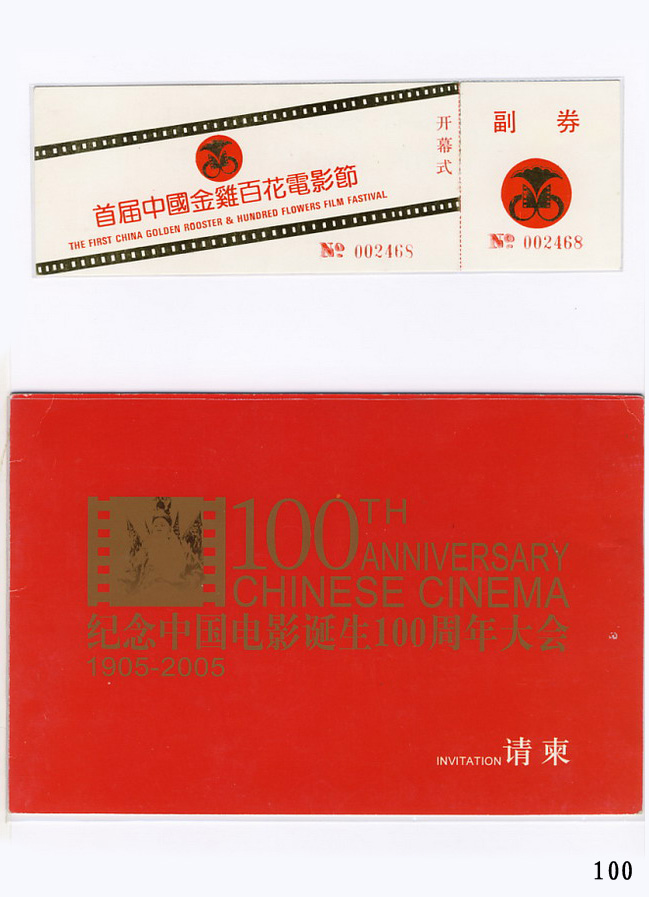 开幕式
首届中國金雞百花電影節
THE FIRST CHINA GOLDEN ROOSTER & HUNDRED FLOWERS FILM FASTIVAL
№ 002468
副 券
№ 002468
100TH
ANNIVERSARY
CHINESE CINEMA
纪念中国电影诞生100周年大会
1905-2005
INVITATION 请柬
100